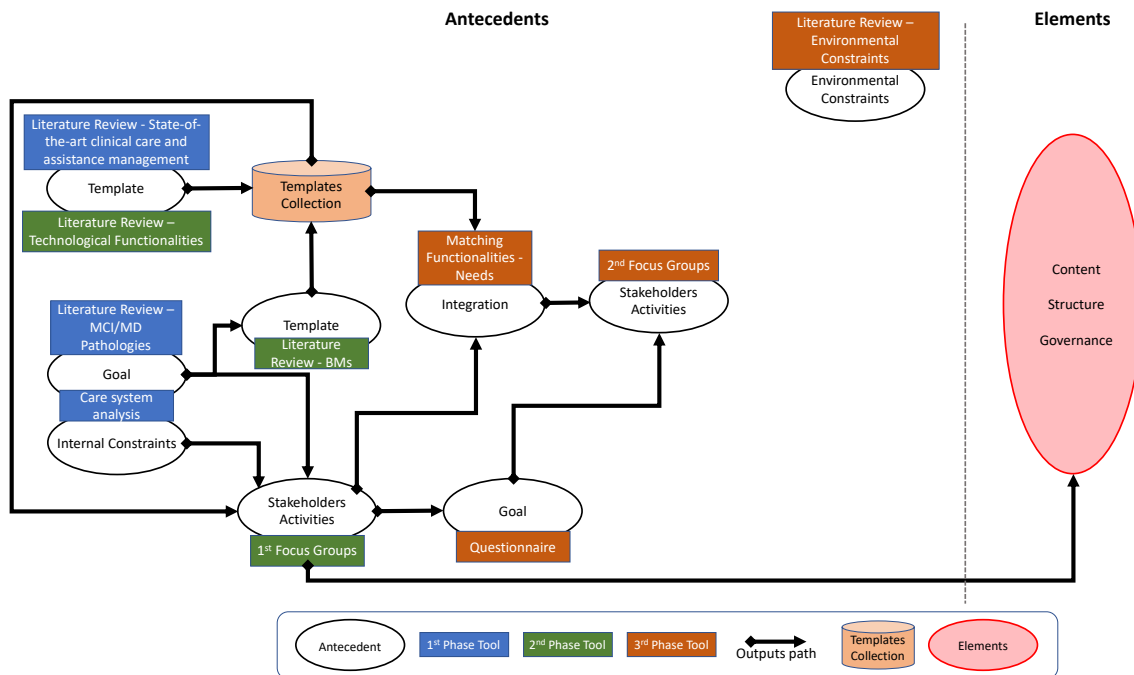 Antecedents
Elements
Literature Review –
Environmental
Constraints
Environmental
Constraints
Literature Review - State-of-
the-art clinical care and
assistance management
Template
Literature Review –
Technological Functionalities
Templates
Collection
Matching
Functionalities -
Needs
Integration
2nd Focus Groups
Stakeholders
Activities
Literature Review –
MCI/MD
Pathologies
Goal
Care system
analysis
Internal Constraints
Template
Literature
Review - BMs
Stakeholders
Activities
1st Focus Groups
Goal
Questionnaire
Content
Structure
Governance
Antecedent
1st Phase Tool
2nd Phase Tool
3rd Phase Tool
Outputs path
Templates
Collection
Elements